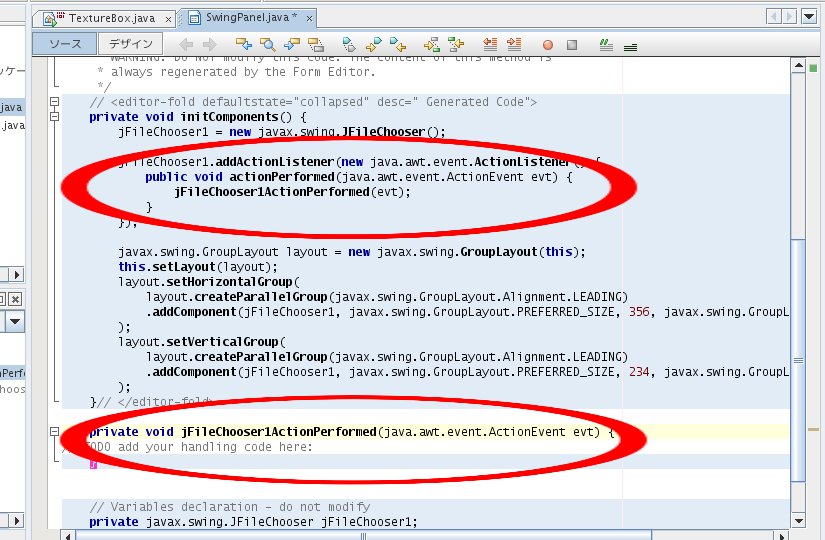 TextureBox.java
SwingPanel.java *
ソース デザイン
WARNING: Do NOT modify this code. The content of this method is
* always regenerated by the Form Editor.
*/
// <editor-fold defaultstate="collapsed" desc=" Generated Code">
private void initComponents() {
jFileChooser1 = new javax.swing.JFileChooser();
jFileChooser1.addActionListener(new java.awt.event.ActionListener() {
public void actionPerformed(java.awt.event.ActionEvent evt) {
jFileChooser1ActionPerformed(evt);
}
});
javax.swing.GroupLayout layout = new javax.swing.GroupLayout(this);
this.setLayout(layout);
layout.setHorizontalGroup(
layout.createParallelGroup(javax.swing.GroupLayout.Alignment.LEADING)
.addComponent(jFileChooser1, javax.swing.GroupLayout.PREFERRED_SIZE, 356, javax.swing.GroupL
);
layout.setVerticalGroup(
layout.createParallelGroup(javax.swing.GroupLayout.Alignment.LEADING)
.addComponent(jFileChooser1, javax.swing.GroupLayout.PREFERRED_SIZE, 234, javax.swing.GroupL
);
}// </editor-fold>
private void jFileChooser1ActionPerformed(java.awt.event.ActionEvent evt) {
// TODO add your handling code here:
}
// Variables declaration - do not modify
private javax.swing.JFileChooser jFileChooser1;
ッケー
java
.java
nPerfo
hoos